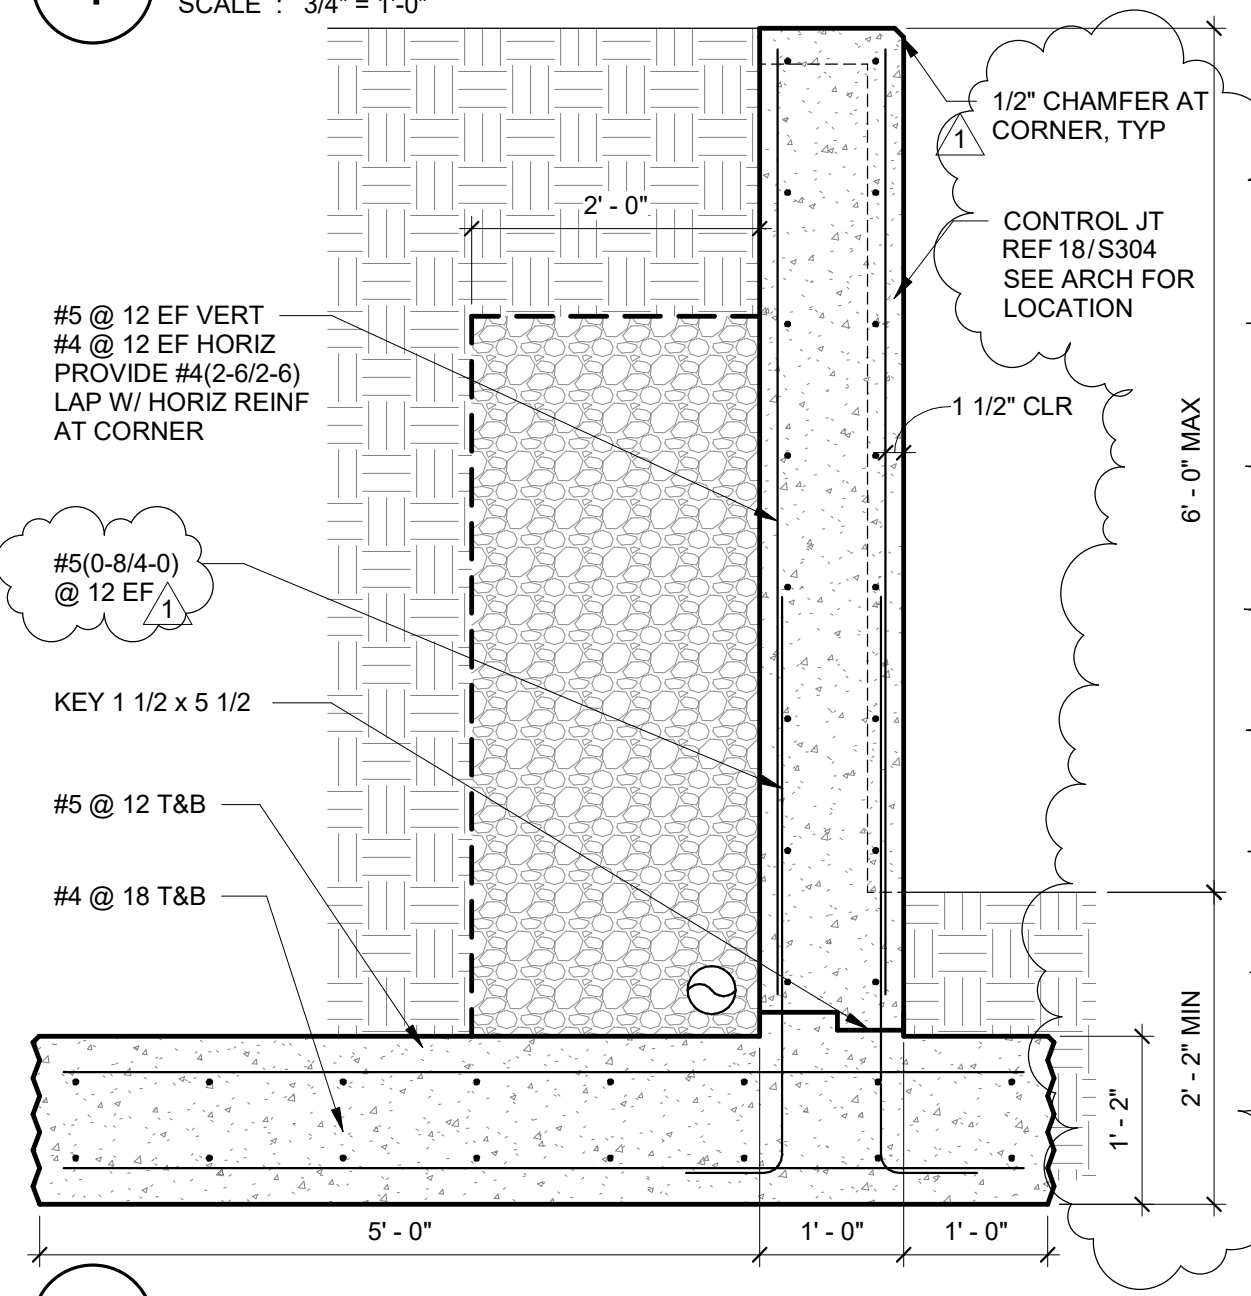 SCALE : 3/4" = 1'-0"
1/2" CHAMFER AT
CORNER, TYP
1
2' - 0"
CONTROL JT
REF 18/S304
SEE ARCH FOR
LOCATION
#5 @ 12 EF VERT
#4 @ 12 EF HORIZ
PROVIDE #4(2-6/2-6)
LAP W/ HORIZ REINF
AT CORNER
1 1/2" CLR
6' - 0" MAX
#5(0-8/4-0)
@ 12 EF
1
KEY 1 1/2 x 5 1/2
#5 @ 12 T&B
#4 @ 18 T&B
2' - 2" MIN
1' - 2"
5' - 0"
1' - 0"
1' - 0"